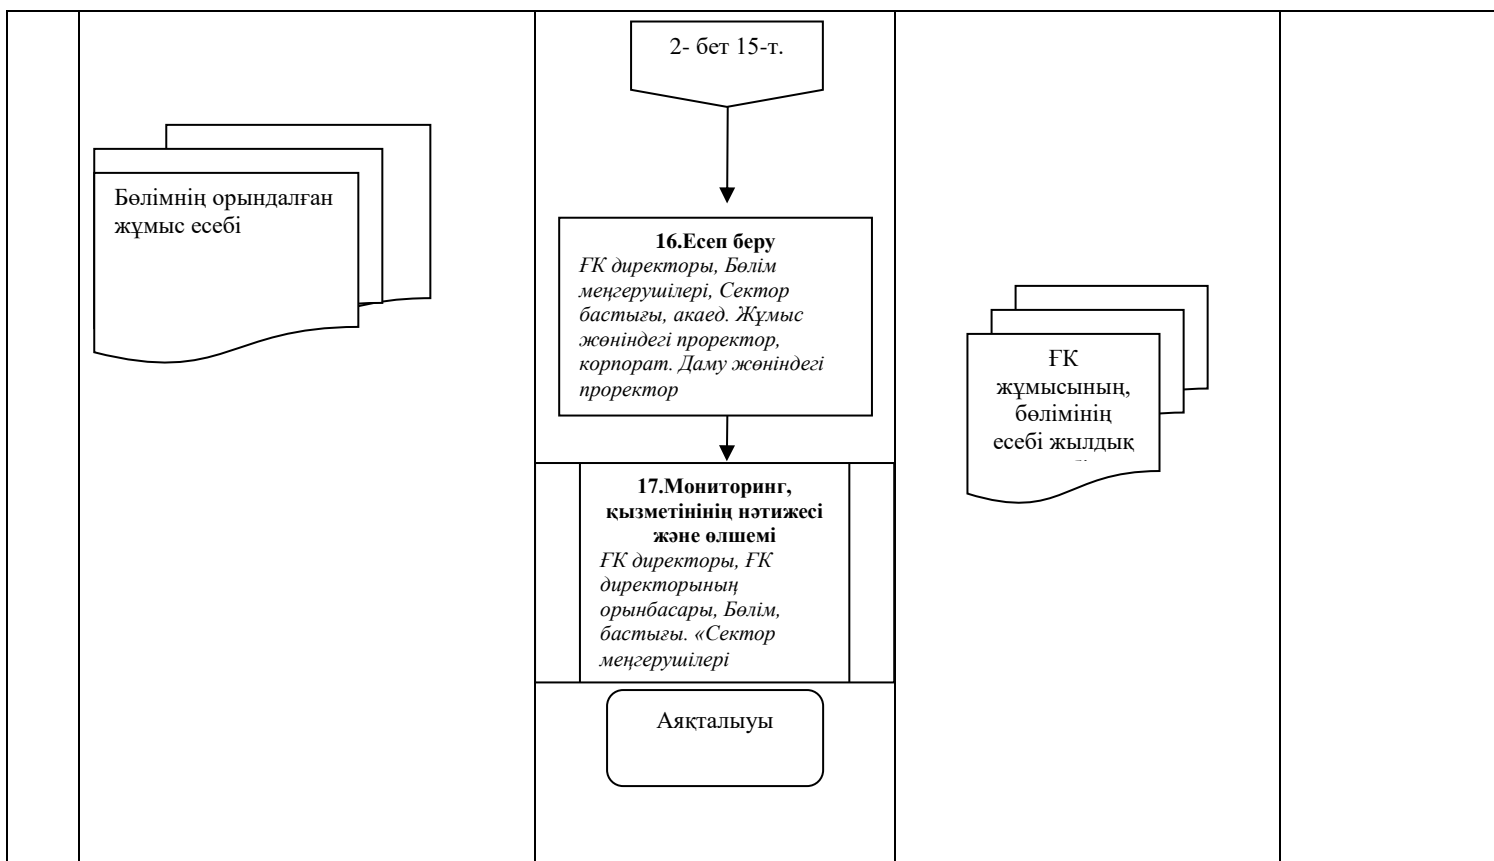 2- бет 15-т.
Бөлімнің орындалған
жұмыс есебі
16.Есеп беру
ҒК директоры, Бөлім
меңгерушілері, Сектор
бастығы, акаед. Жұмыс
жөніндегі проректор,
корпорат. Даму жөніндегі
проректор
ҒК
жұмысының,
бөлімінің
есебі жылдық
17.Мониторинг,
қызметінінің нәтижесі
және өлшемі
ҒК директоры, ҒК
директорының
орынбасары, Бөлім,
бастығы. «Сектор
меңгерушілері
Аяқталыуы